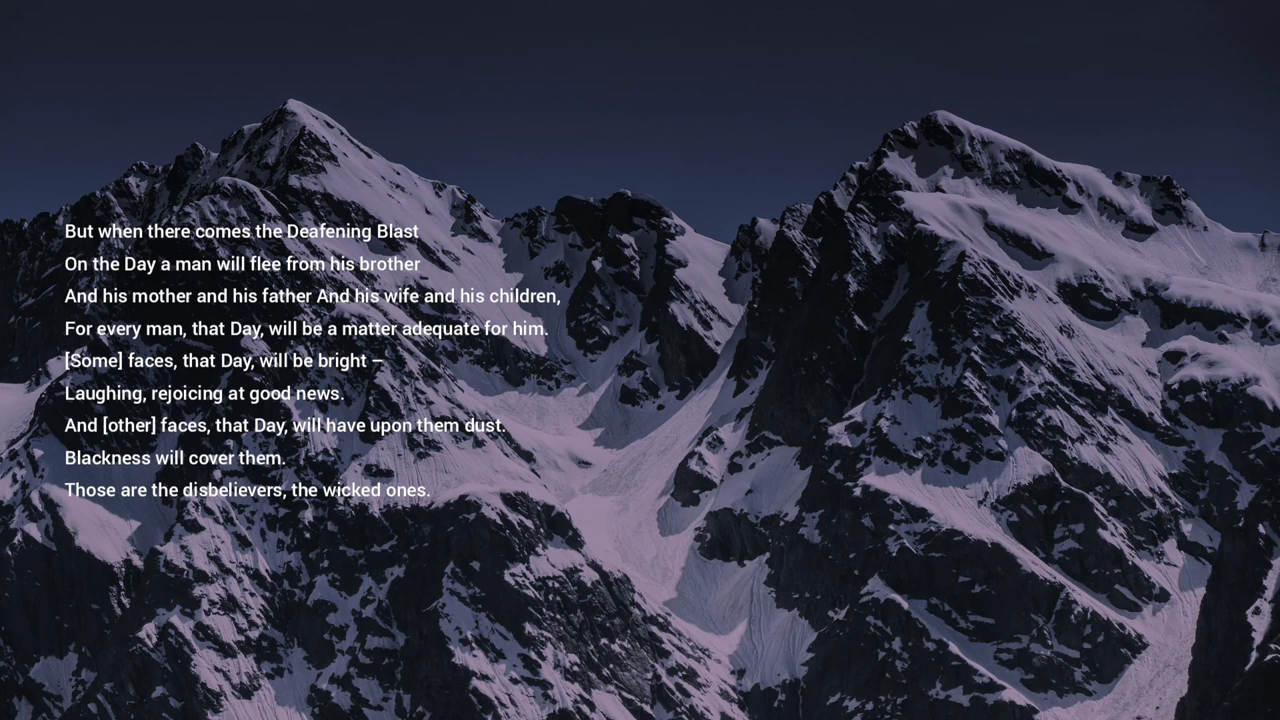 But when there comes the Deafening Blast
On the Day a man will flee from his brother
And his mother and his father And his wife and his children,
For every man, that Day, will be a matter adequate for him.
[Some] faces, that Day, will be bright –
Laughing, rejoicing at good news.
And [other] faces, that Day, will have upon them dust.
Blackness will cover them.
Those are the disbelievers, the wicked ones.